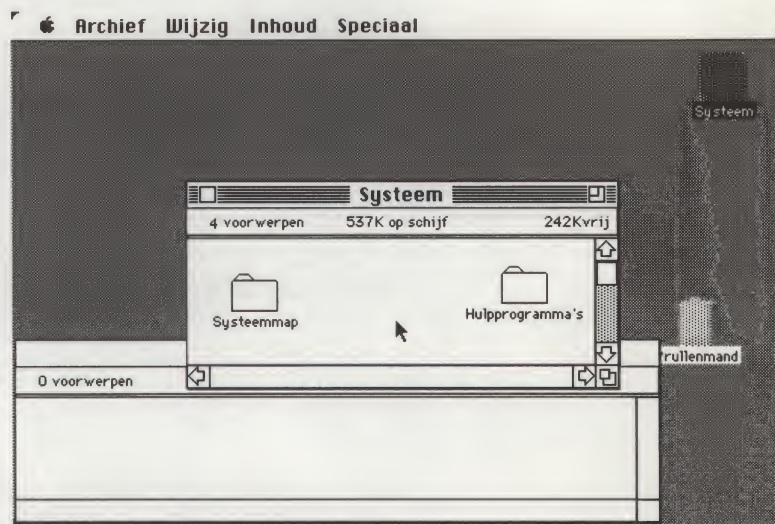 Archief Wijzig Inhoud Speciaal
Systeem
Systeem
4 voorwerpen 537K op schijf 242Kvrij
Systeemmap Hulpprogramma's
rullenmand
0 voorwerpen